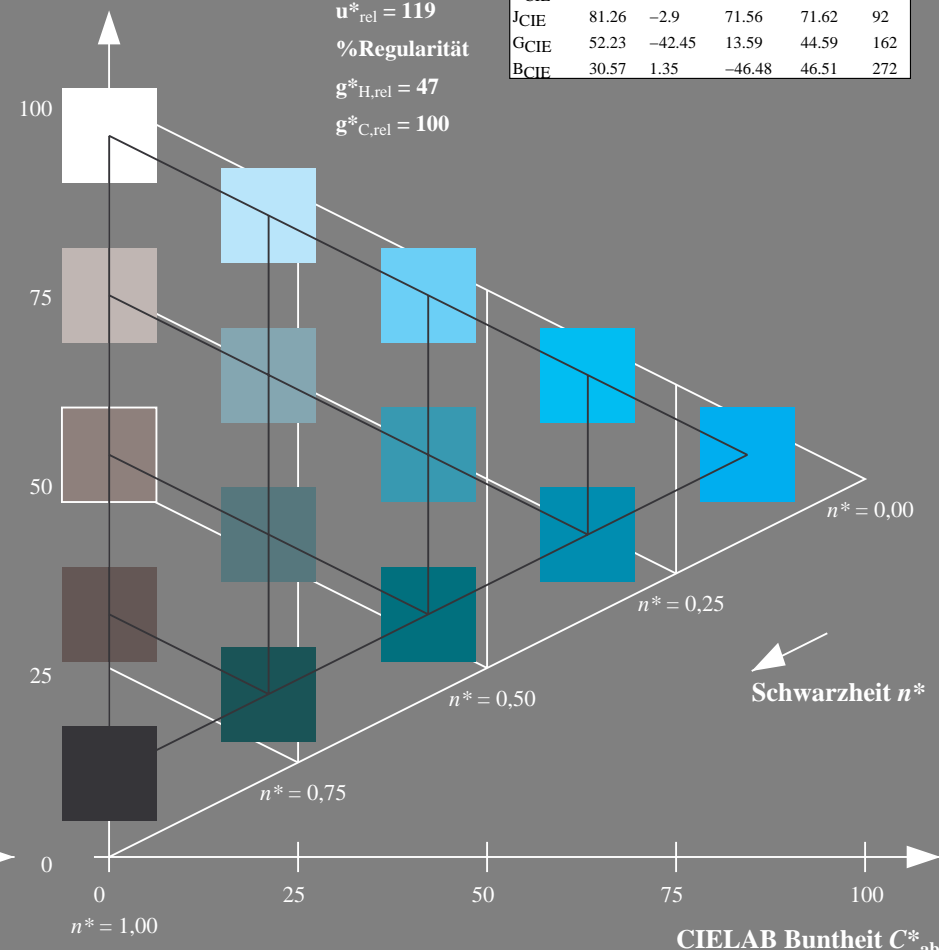 u*rel = 119
%Regularität
g*H,rel = 47
g*C,rel = 100
CIE
JCIE 81.26 −2.9 71.56 71.62 92
GCIE 52.23 −42.45 13.59 44.59 162
BCIE 30.57 1.35 −46.48 46.51 272
100
75
50
n* = 0,00
n* = 0,25
25
Schwarzheit n*
n* = 0,50
n* = 0,75
0
0 25 50 75 100
n* = 1,00
CIELAB Buntheit C*ab